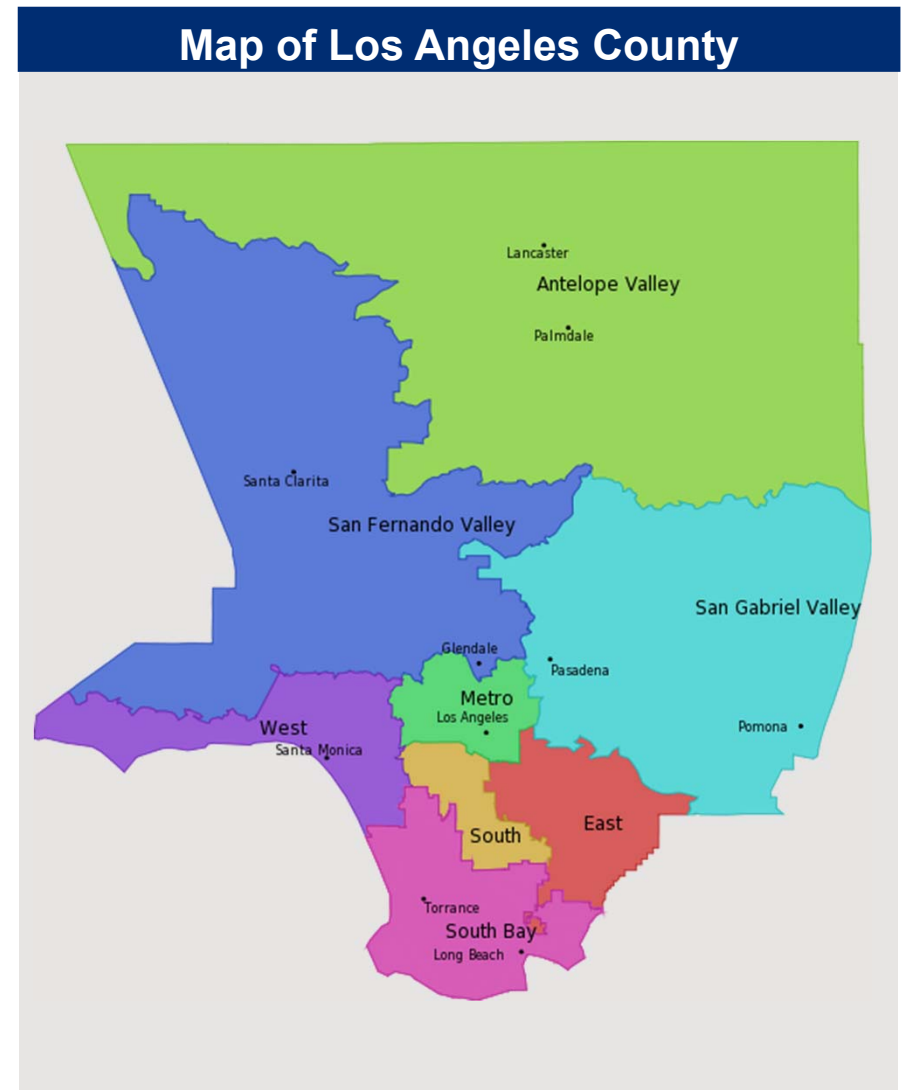 Map of Los Angeles County
Lancaster
Antelope Valley
Palmdale
Santa Clarita
San Fernando Valley
San Gabriel Valley
Glendale
Pasadena
Metro
Los Angeles
West
Pomona
Santa Monica
East
South
Torrance
South Bay
Long Beach